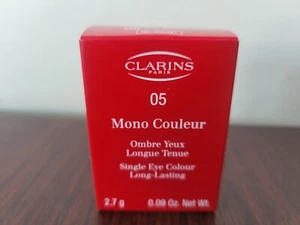 CLARINS
PARIS
05
Mono Couleur
Ombre Yeux
Longue Tenue
Single Eye Colour
Long-Lasting
2,7 g 0.09 Oz. Net Wt.